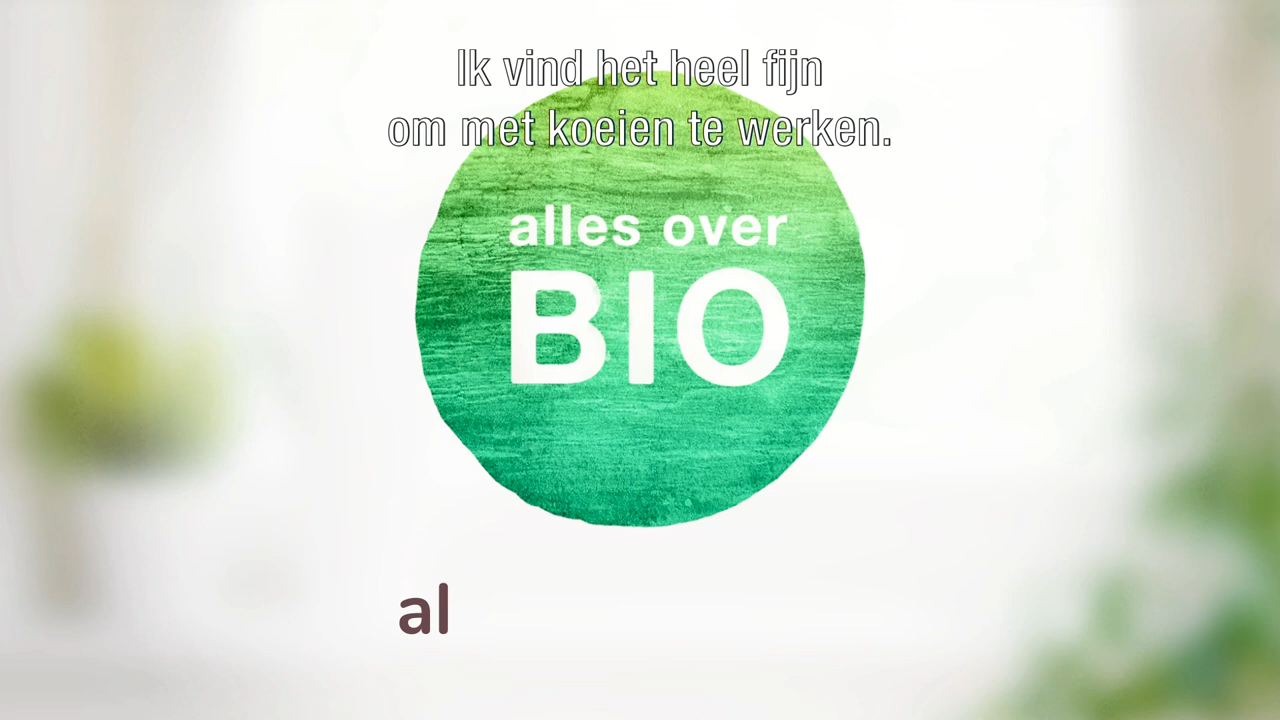 Ik vind het heel fijn
om met koeien te werken.
alles over
BIO
al